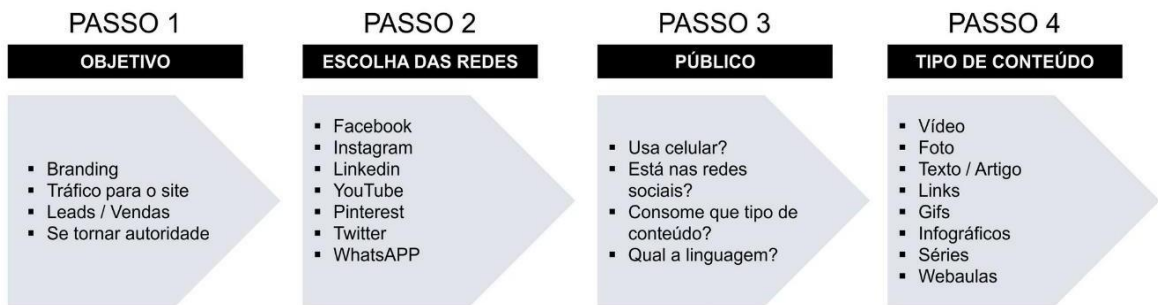 PASSO 1
OBJETIVO
▪ Branding
▪ Tráfico para o site
▪ Leads / Vendas
▪ Se tornar autoridade
PASSO 2
ESCOLHA DAS REDES
▪ Facebook
▪ Instagram
▪ Linkedin
▪ YouTube
▪ Pinterest
▪ Twitter
▪ WhatsAPP
PASSO 3
PÚBLICO
▪ Usa celular?
▪ Está nas redes
sociais?
▪ Consome que tipo de
conteúdo?
▪ Qual a linguagem?
PASSO 4
TIPO DE CONTEÚDO
▪ Vídeo
▪ Foto
▪ Texto / Artigo
▪ Links
▪ Gifs
▪ Infográficos
▪ Séries
▪ Webaulas